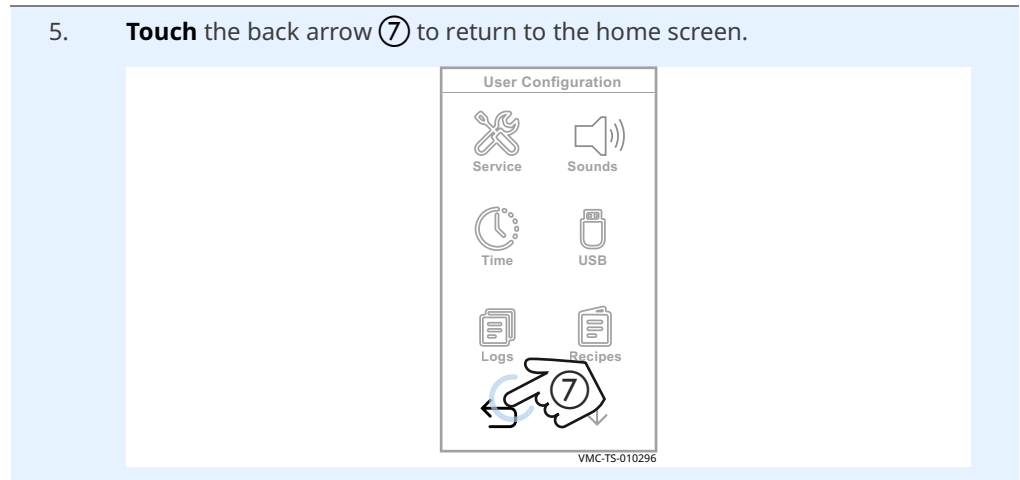 5. Touch the back arrow ⑦ to return to the home screen.
User Configuration
Service Sounds
Time USB
Logs Recipes
⑦
VMC-TS-010296